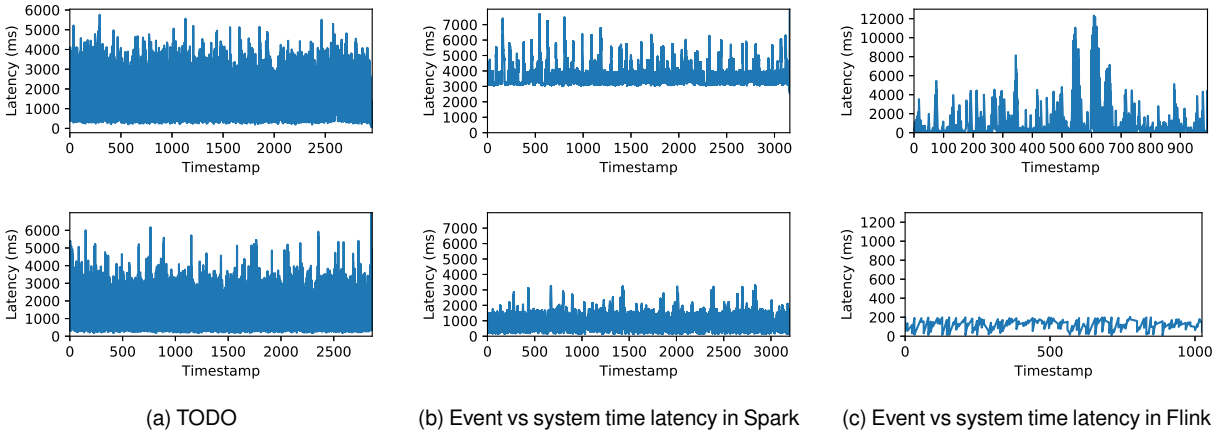 6000
5000
4000
3000
2000
1000
0
Latency (ms)
0 500 1000 1500 2000 2500
Timestamp
7000
6000
5000
4000
3000
2000
1000
0
Latency (ms)
0 500 1000 1500 2000 2500 3000
Timestamp
12000
10000
8000
6000
4000
2000
0
Latency (ms)
0 100 200 300 400 500 600 700 800 900
Timestamp
6000
5000
4000
3000
2000
1000
0
Latency (ms)
0 500 1000 1500 2000 2500
Timestamp
7000
6000
5000
4000
3000
2000
1000
0
Latency (ms)
0 500 1000 1500 2000 2500 3000
Timestamp
1200
1000
800
600
400
200
0
Latency (ms)
0 500 1000
Timestamp
(a) TODO
(b) Event vs system time latency in Spark
(c) Event vs system time latency in Flink